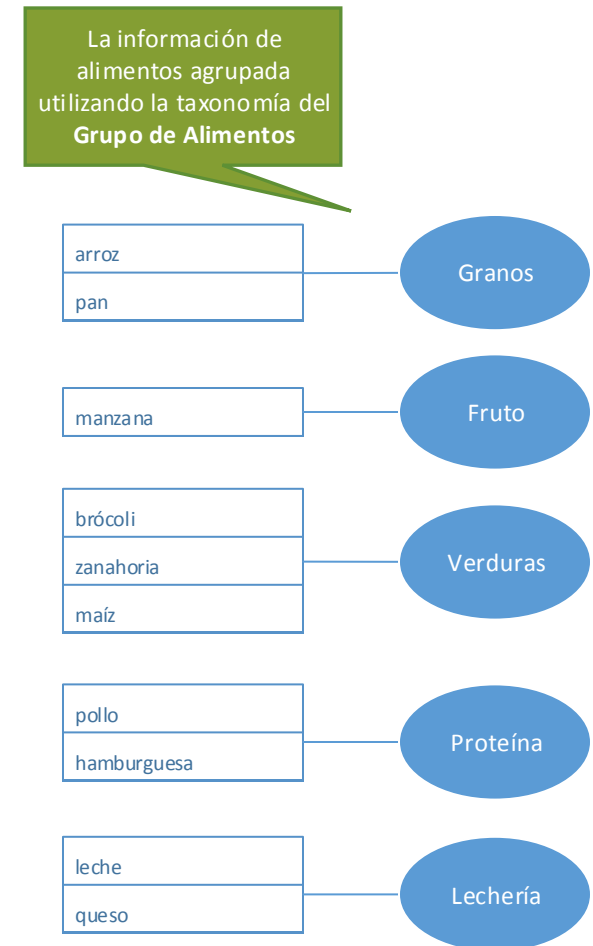 La información de
alimentos agrupada
utilizando la taxonomía del
Grupo de Alimentos
arroz
pan
Granos
manzana
Fruto
brócoli
zanahoria
maíz
Verduras
pollo
hamburguesa
Proteína
leche
queso
Lechería